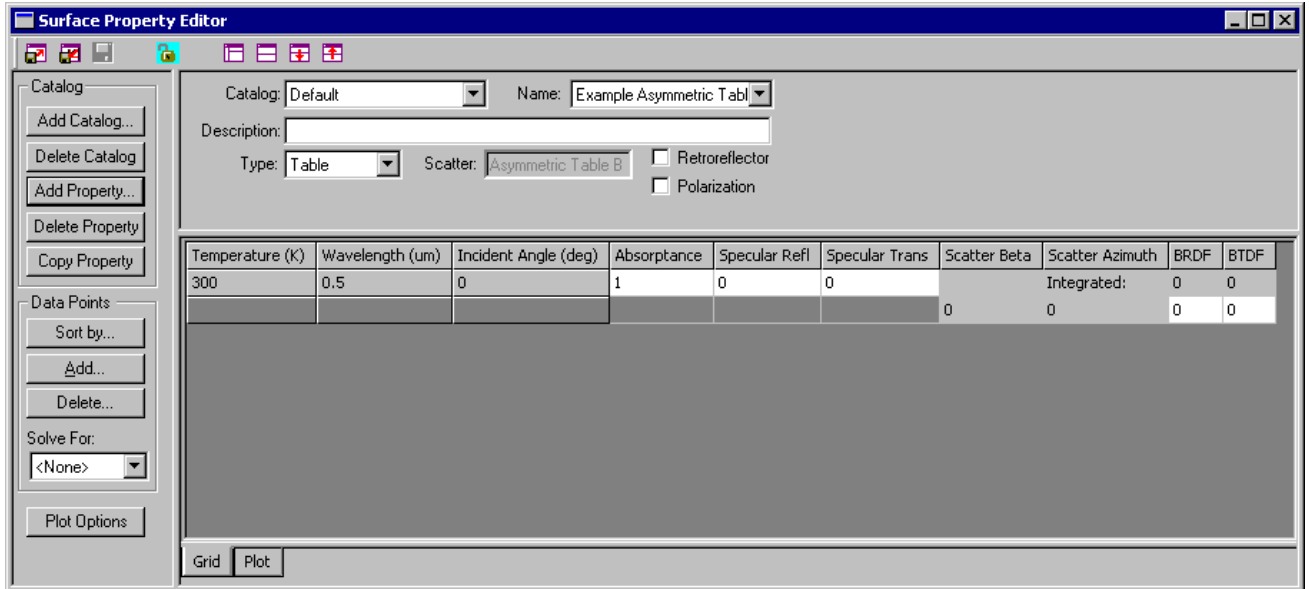 Surface Property Editor
Catalog
Add Catalog...
Delete Catalog
Add Property...
Delete Property
Copy Property
Data Points
Sort by...
Add...
Delete...
Solve For:
<None>
Plot Options
Catalog: Default Name: Example Asymmetric Tabl
Description:
Type: Table Scatter: Asymmetric Table B Retroreflector
Polarization
Temperature (K) Wavelength (um) Incident Angle (deg) Absorptance Specular Refl Specular Trans Scatter Beta Scatter Azimuth BRDF BTDF
300 0.5 0 1 0 0 Integrated: 0 0
0 0 0 0
Grid Plot